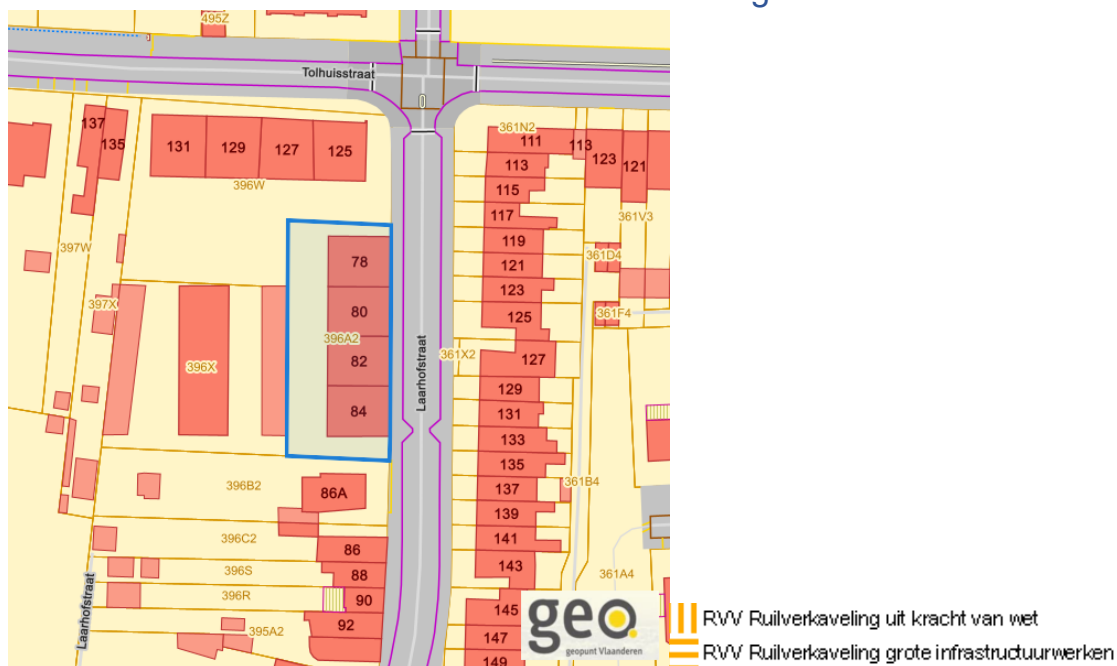 495Z
Tolhuisstraat
137
135
131
129
127
125
396W
361N2
111
113
123
121
113
115
117
361V3
119
397W
361D4
121
78
123
397X
80
125
361F4
396A2
Laarhofstraat
361X2
127
82
396X
129
84
131
133
135
361B4
396B2
86A
137
139
396C2
141
86
143
396S
88
361A4
Laarhofstraat
396R
90
145
395A2
92
147
149
geo
geopunt Vlaanderen
RVV Ruilverkaveling uit kracht van wet
RVV Ruilverkaveling grote infrastructuurwerken